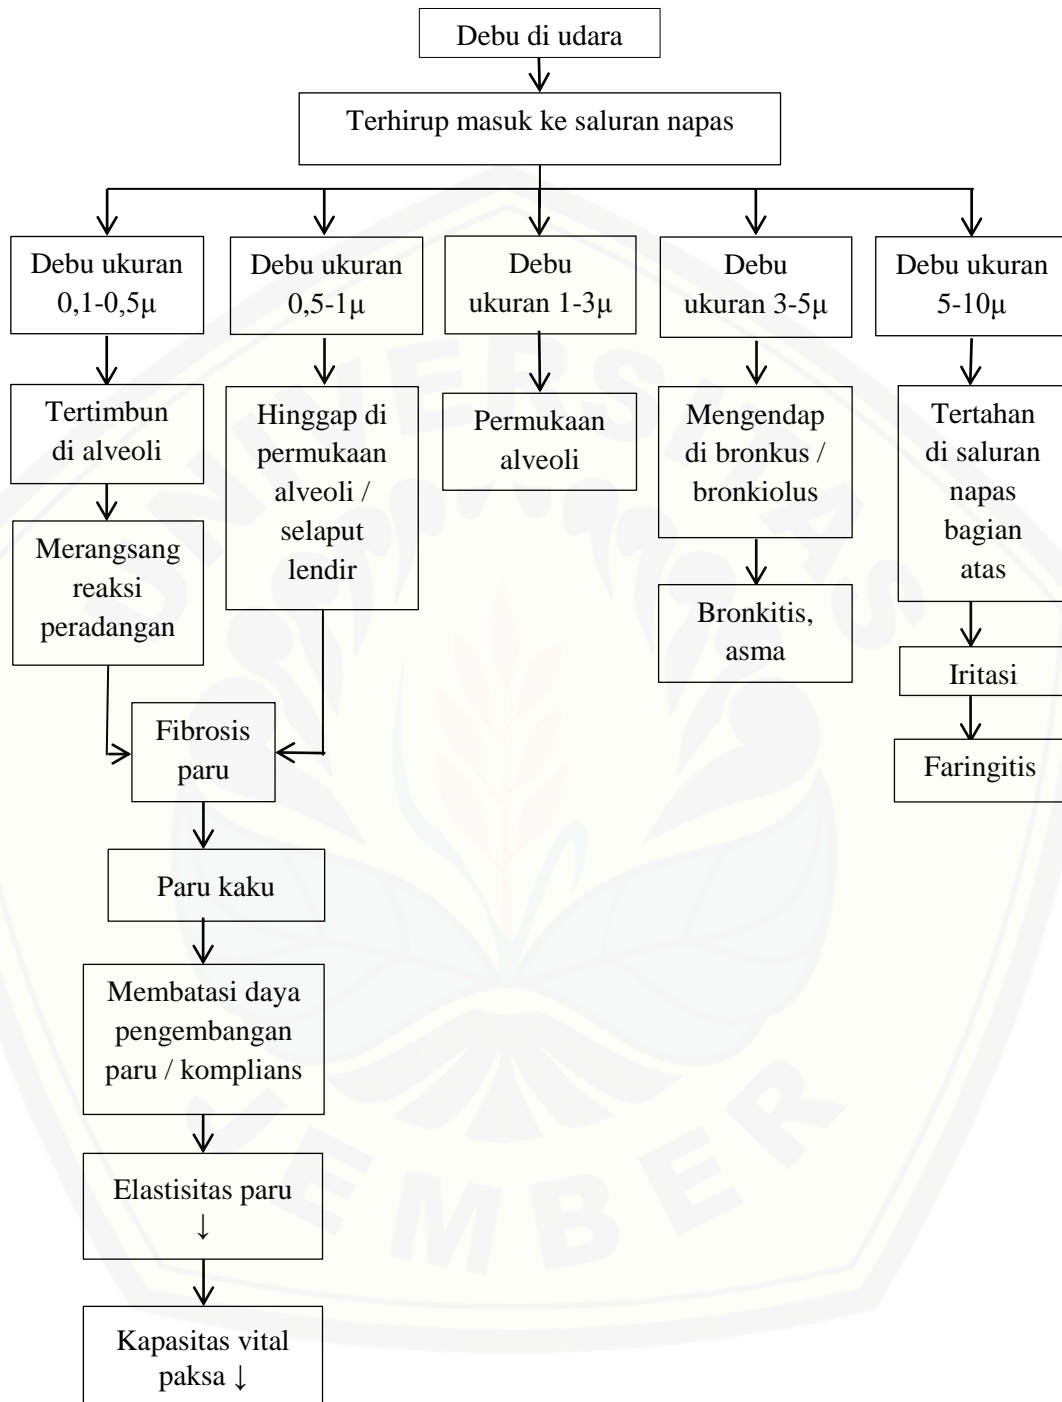 Debu di udara
Terhirup masuk ke saluran napas
Debu ukuran
0,1-0,5μ
Debu ukuran
0,5-1μ
Debu
ukuran 1-3μ
Debu
ukuran 3-5μ
Debu ukuran
5-10μ
Tertimbun
di alveoli
Hinggap di
permukaan
alveoli /
selaput
lendir
Permukaan
alveoli
Mengendap
di bronkus /
bronkiolus
Tertahan
di saluran
napas
bagian
atas
Merangsang
reaksi
peradangan
Bronkitis,
asma
Iritasi
Faringitis
Fibrosis
paru
Paru kaku
Membatasi daya
pengembangan
paru / komplians
Elastisitas paru
↓
Kapasitas vital
paksa ↓
UNIVERSITAS
JEMBER